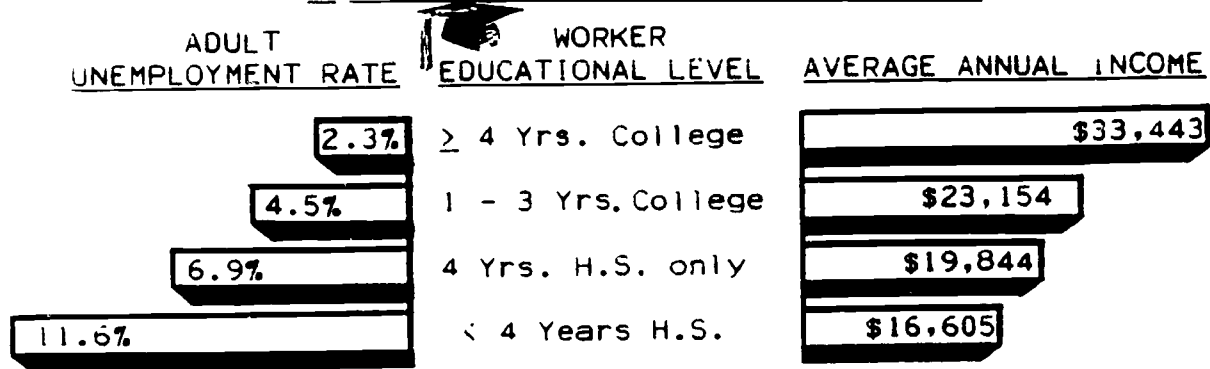 ADULT WORKER
UNEMPLOYMENT RATE EDUCATIONAL LEVEL AVERAGE ANNUAL INCOME
2.3% ≥ 4 Yrs. College $33,443
4.5% 1 - 3 Yrs. College $23,154
6.9% 4 Yrs. H.S. only $19,844
11.6% < 4 Years H.S. $16,605